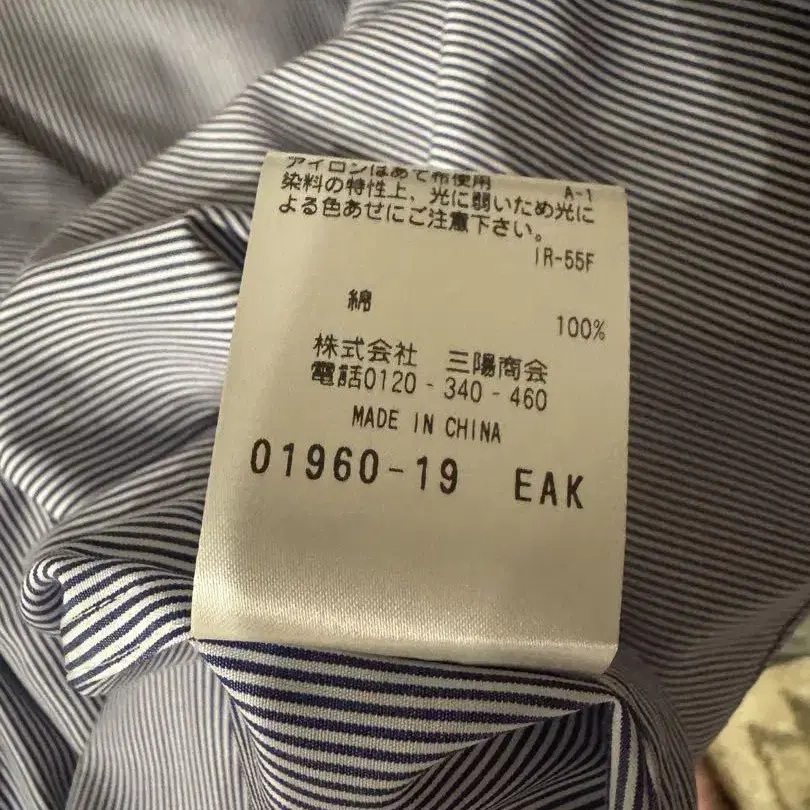 アイロンはあて布使用 A-1
染料の特性上、光に弱いため光に
よる色あせにご注意下さい。
IR-55F
綿 100%
株式会社 三陽商会
電話0120-340-460
MADE IN CHINA
01960-19 EAK